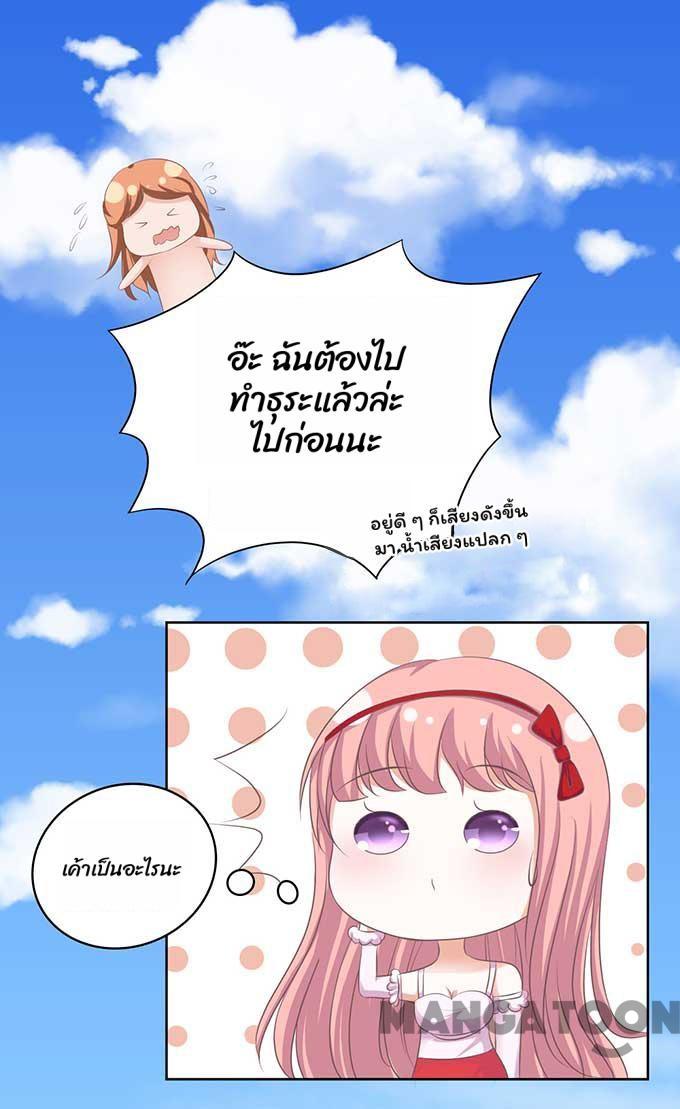 อ๊ะ ฉันต้องไป
ทำธุระแล้วล่ะ
ไปก่อนนะ
อยู่ดี ๆ ก็เสียงดังขึ้น
มา น้ำเสียงแปลก ๆ
เค้าเป็นอะไรนะ
MANGATOON